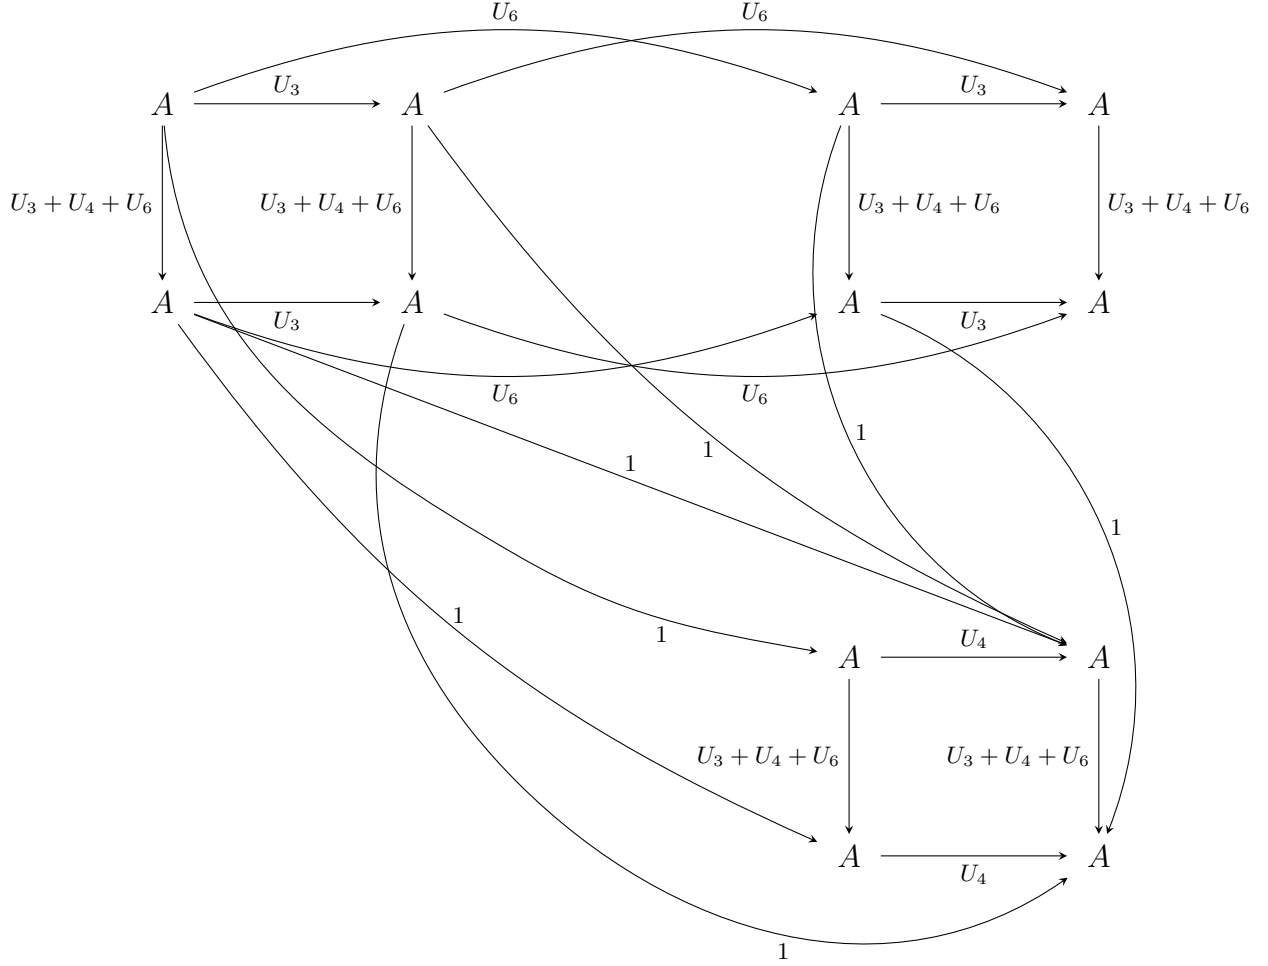 U_6 U_6
A U_3 A A U_3 A
U_3 + U_4 + U_6 U_3 + U_4 + U_6 U_3 + U_4 + U_6 U_3 + U_4 + U_6
A U_3 A A U_3 A
U_6 U_6
1
1 1
1
1
1 1
A U_4 A
U_3 + U_4 + U_6 U_3 + U_4 + U_6
A U_4 A
1